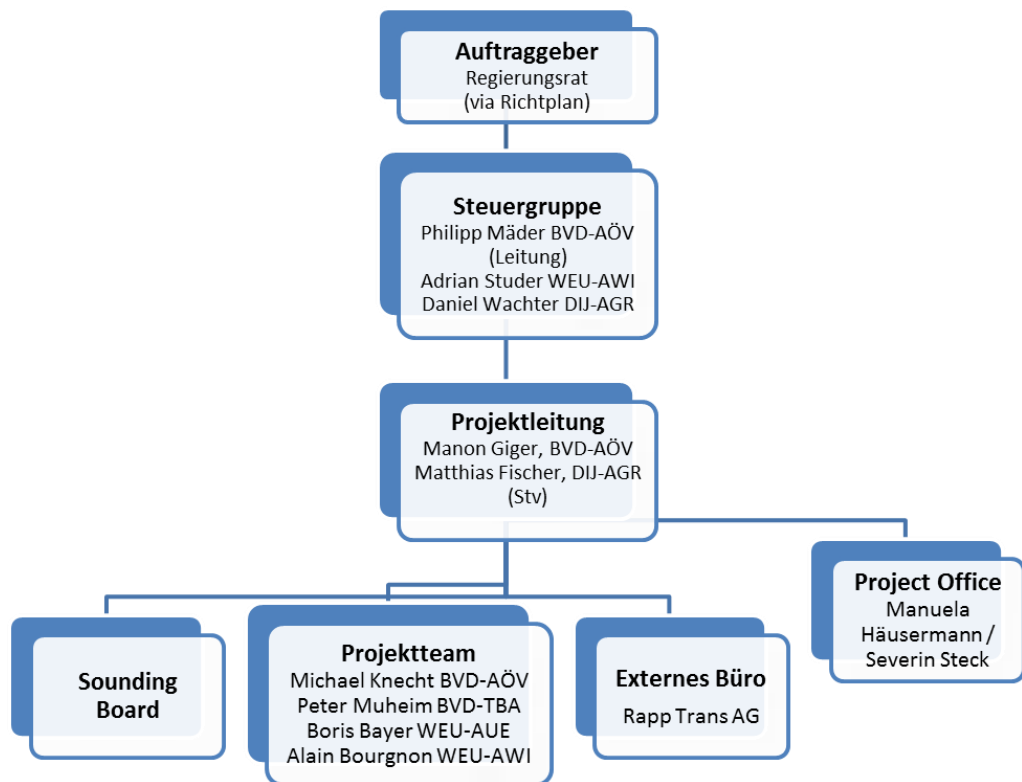 Auftraggeber
Regierungsrat
(via Richtplan)
Steuergruppe
Philipp Mäder BVD-AÖV
(Leitung)
Adrian Studer WEU-AWI
Daniel Wachter DIJ-AGR
Projektleitung
Manon Giger, BVD-AÖV
Matthias Fischer, DIJ-AGR
(Stv)
Project Office
Manuela
Häusermann /
Severin Steck
Sounding
Board
Projektteam
Michael Knecht BVD-AÖV
Peter Muheim BVD-TBA
Boris Bayer WEU-AUE
Alain Bourgnon WEU-AWI
Externes Büro
Rapp Trans AG